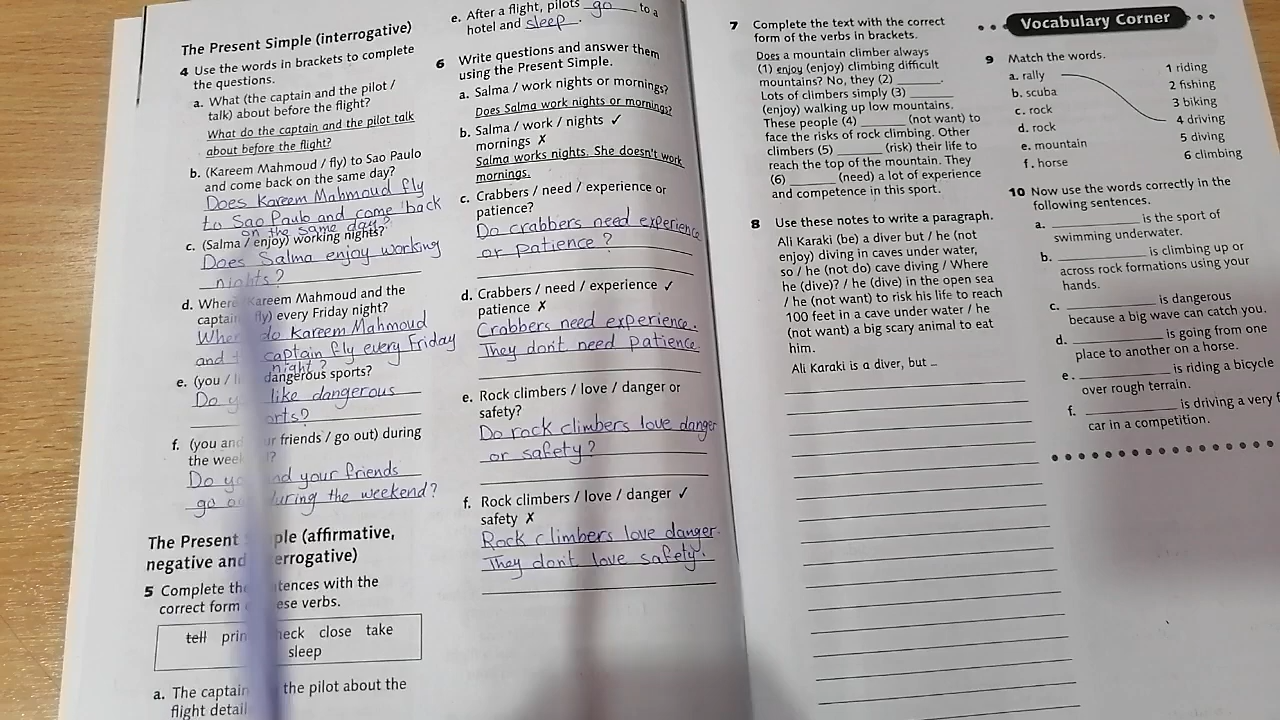 The Present Simple (interrogative)
4 Use the words in brackets to complete
the questions.
a. What (the captain and the pilot /
talk) about before the flight?
What do the captain and the pilot talk
about before the flight?
b. (Kareem Mahmoud / fly) to Sao Paulo
and come back on the same day?
Does Kareem Mahmoud fly
to Sao Paulo and come back
on the same day?
c. (Salma / enjoy) working nights?
Does Salma enjoy working
nights?
d. Where Kareem Mahmoud and the
captain fly) every Friday night?
Wher do Kareem Mahmoud
and captain fly every Friday
night?
e. (you / dangerous sports?
Do like dangerous
orts?
f. (you and ur friends / go out) during
the
Do nd your friends
go during the weekend?
The Present ple (affirmative,
negative and errogative)
5 Complete the tences with the
correct form ese verbs.
tell prin heck close take
sleep
a. The captain the pilot about the
flight detail
e. After a flight, pilots go to a
hotel and sleep.
6 Write questions and answer them
using the Present Simple.
a. Salma / work nights or mornings?
Does Salma work nights or mornings?
b. Salma / work / nights ✓
mornings ✗
Salma works nights. She doesn't work
mornings.
c. Crabbers / need / experience or
patience?
Do crabbers need experience
or patience?
d. Crabbers / need / experience ✓
patience ✗
Crabbers need experience.
They don't need patience.
e. Rock climbers / love / danger or
safety?
Do rock climbers love danger
or safety?
f. Rock climbers / love / danger ✓
safety ✗
Rock climbers love danger.
They don't love safety.
7 Complete the text with the correct
form of the verbs in brackets.
Does a mountain climber always
(1) enjoy (enjoy) climbing difficult
mountains? No, they (2) ______.
Lots of climbers simply (3) ______
(enjoy) walking up low mountains.
These people (4) ______ (not want) to
face the risks of rock climbing. Other
climbers (5) ______ (risk) their life to
reach the top of the mountain. They
(6) ______ (need) a lot of experience
and competence in this sport.
8 Use these notes to write a paragraph.
Ali Karaki (be) a diver but / he (not
enjoy) diving in caves under water,
so / he (not do) cave diving / Where
he (dive)? / he (dive) in the open sea
/ he (not want) to risk his life to reach
100 feet in a cave under water / he
(not want) a big scary animal to eat
him.
Ali Karaki is a diver, but ...
Vocabulary Corner
9 Match the words.
a. rally
b. scuba
c. rock
d. rock
e. mountain
f. horse
1 riding
2 fishing
3 biking
4 driving
5 diving
6 climbing
10 Now use the words correctly in the
following sentences.
a. ______ is the sport of
swimming underwater.
b. ______ is climbing up or
across rock formations using your
hands.
c. ______ is dangerous
because a big wave can catch you.
d. ______ is going from one
place to another on a horse.
e. ______ is riding a bicycle
over rough terrain.
f. ______ is driving a very f
car in a competition.